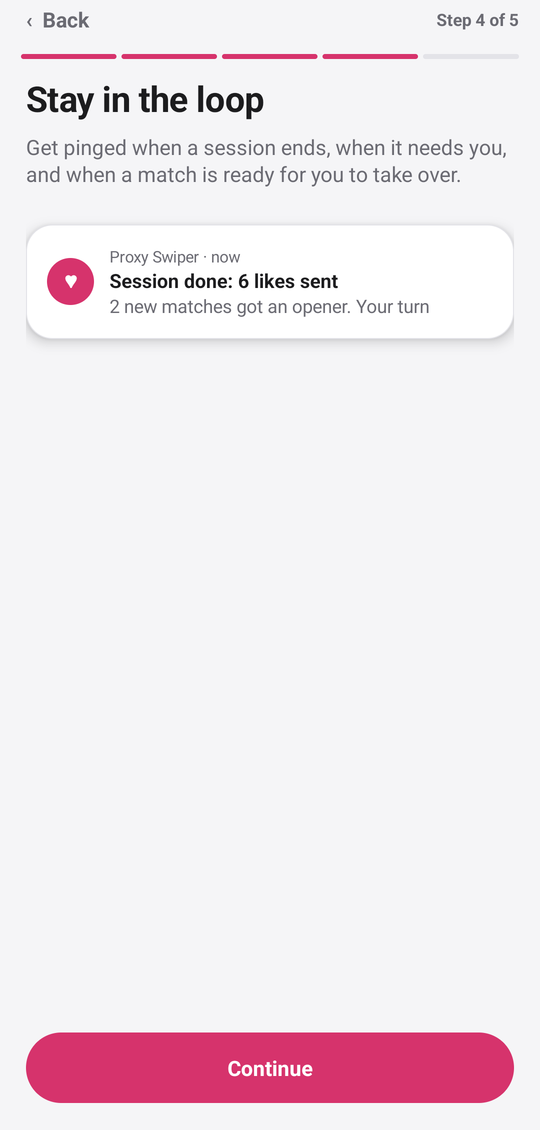 ‹ Back
Step 4 of 5
Stay in the loop
Get pinged when a session ends, when it needs you,
and when a match is ready for you to take over.
Proxy Swiper · now
Session done: 6 likes sent
2 new matches got an opener. Your turn
Continue